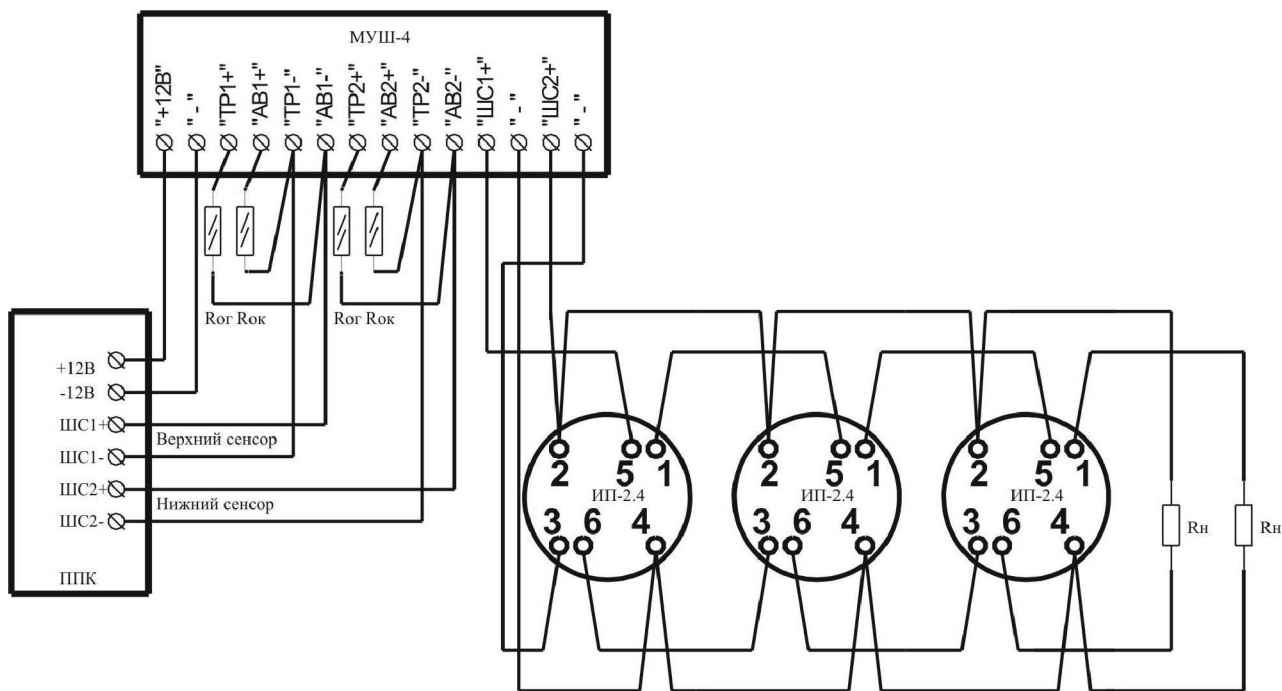 МУШ-4
"+12В"
"-"
"ТР1+"
"АВ1+"
"ТР1-"
"АВ1-"
"ТР2+"
"АВ2+"
"ТР2-"
"АВ2-"
"ШС1+"
"-"
"ШС2+"
"-"
Rог Rок
Rог Rок
+12В
-12В
ШС1+
ШС1-
ШС2+
ШС2-
ППК
Верхний сенсор
Нижний сенсор
2 5 1
ИП-2.4
3 6 4
2 5 1
ИП-2.4
3 6 4
2 5 1
ИП-2.4
3 6 4
Rн
Rн